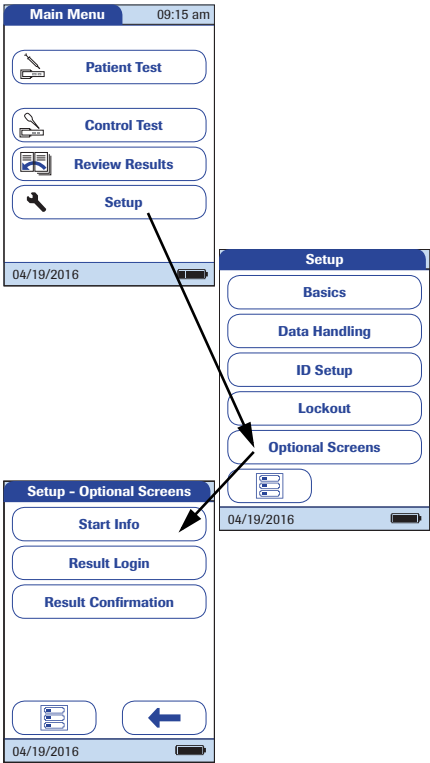 Main Menu 09:15 am
Patient Test
Control Test
Review Results
Setup
04/19/2016
Setup
Basics
Data Handling
ID Setup
Lockout
Optional Screens
04/19/2016
Setup - Optional Screens
Start Info
Result Login
Result Confirmation
04/19/2016